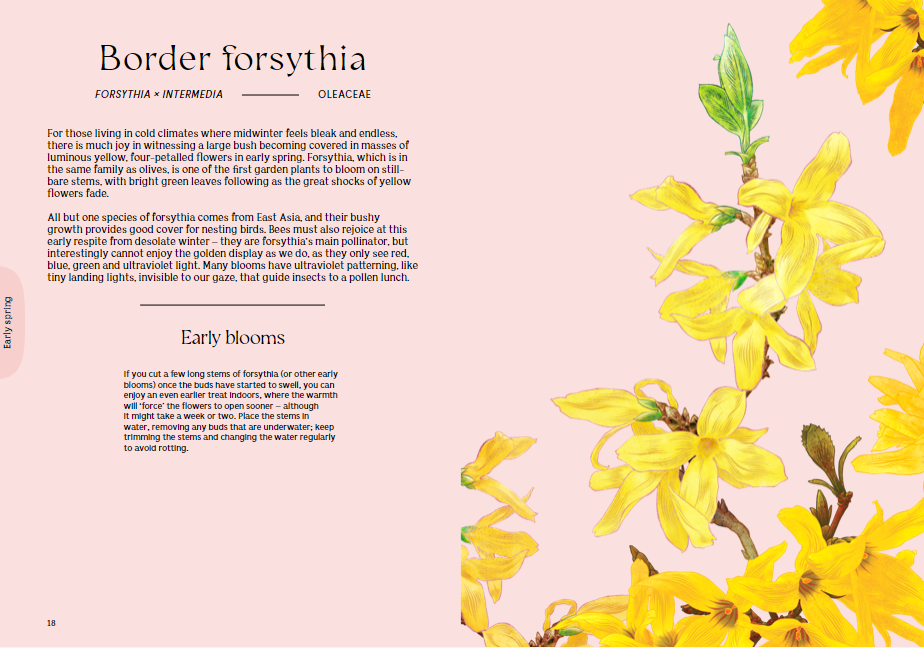 Border forsythia
FORSYTHIA × INTERMEDIA
OLEACEAE
For those living in cold climates where midwinter feels bleak and endless,
there is much joy in witnessing a large bush becoming covered in masses of
luminous yellow, four-petalled flowers in early spring. Forsythia, which is in
the same family as olives, is one of the first garden plants to bloom on still-
bare stems, with bright green leaves following as the great shocks of yellow
flowers fade.
All but one species of forsythia comes from East Asia, and their bushy
growth provides good cover for nesting birds. Bees must also rejoice at this
early respite from desolate winter – they are forsythia's main pollinator, but
interestingly cannot enjoy the golden display as we do, as they only see red,
blue, green and ultraviolet light. Many blooms have ultraviolet patterning, like
tiny landing lights, invisible to our gaze, that guide insects to a pollen lunch.
Early spring
Early blooms
If you cut a few long stems of forsythia (or other early
blooms) once the buds have started to swell, you can
enjoy an even earlier treat indoors, where the warmth
will 'force' the flowers to open sooner – although
it might take a week or two. Place the stems in
water, removing any buds that are underwater; keep
trimming the stems and changing the water regularly
to avoid rotting.
18